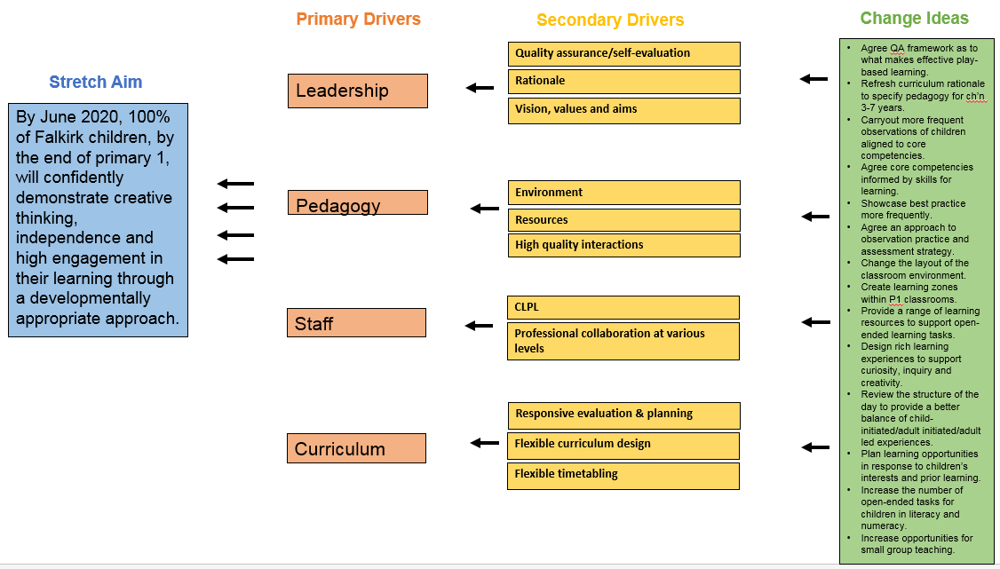 Primary Drivers
Secondary Drivers
Change Ideas
Stretch Aim
By June 2020, 100%
of Falkirk children, by
the end of primary 1,
will confidently
demonstrate creative
thinking,
independence and
high engagement in
their learning through
a developmentally
appropriate approach.
Leadership
Pedagogy
Staff
Curriculum
Quality assurance/self-evaluation
Rationale
Vision, values and aims
Environment
Resources
High quality interactions
CLPL
Professional collaboration at various
levels
Responsive evaluation & planning
Flexible curriculum design
Flexible timetabling
• Agree QA framework as to
what makes effective play-
based learning.
• Refresh curriculum rationale
to specify pedagogy for ch'n
3-7 years.
• Carryout more frequent
observations of children
aligned to core
competencies.
• Agree core competencies
informed by skills for
learning.
• Showcase best practice
more frequently.
• Agree an approach to
observation practice and
assessment strategy.
• Change the layout of the
classroom environment.
• Create learning zones
within P1 classrooms.
• Provide a range of learning
resources to support open-
ended learning tasks.
• Design rich learning
experiences to support
curiosity, inquiry and
creativity.
• Review the structure of the
day to provide a better
balance of child-
initiated/adult initiated/adult
led experiences.
• Plan learning opportunities
in response to children's
interests and prior learning.
• Increase the number of
open-ended tasks for
children in literacy and
numeracy.
• Increase opportunities for
small group teaching.